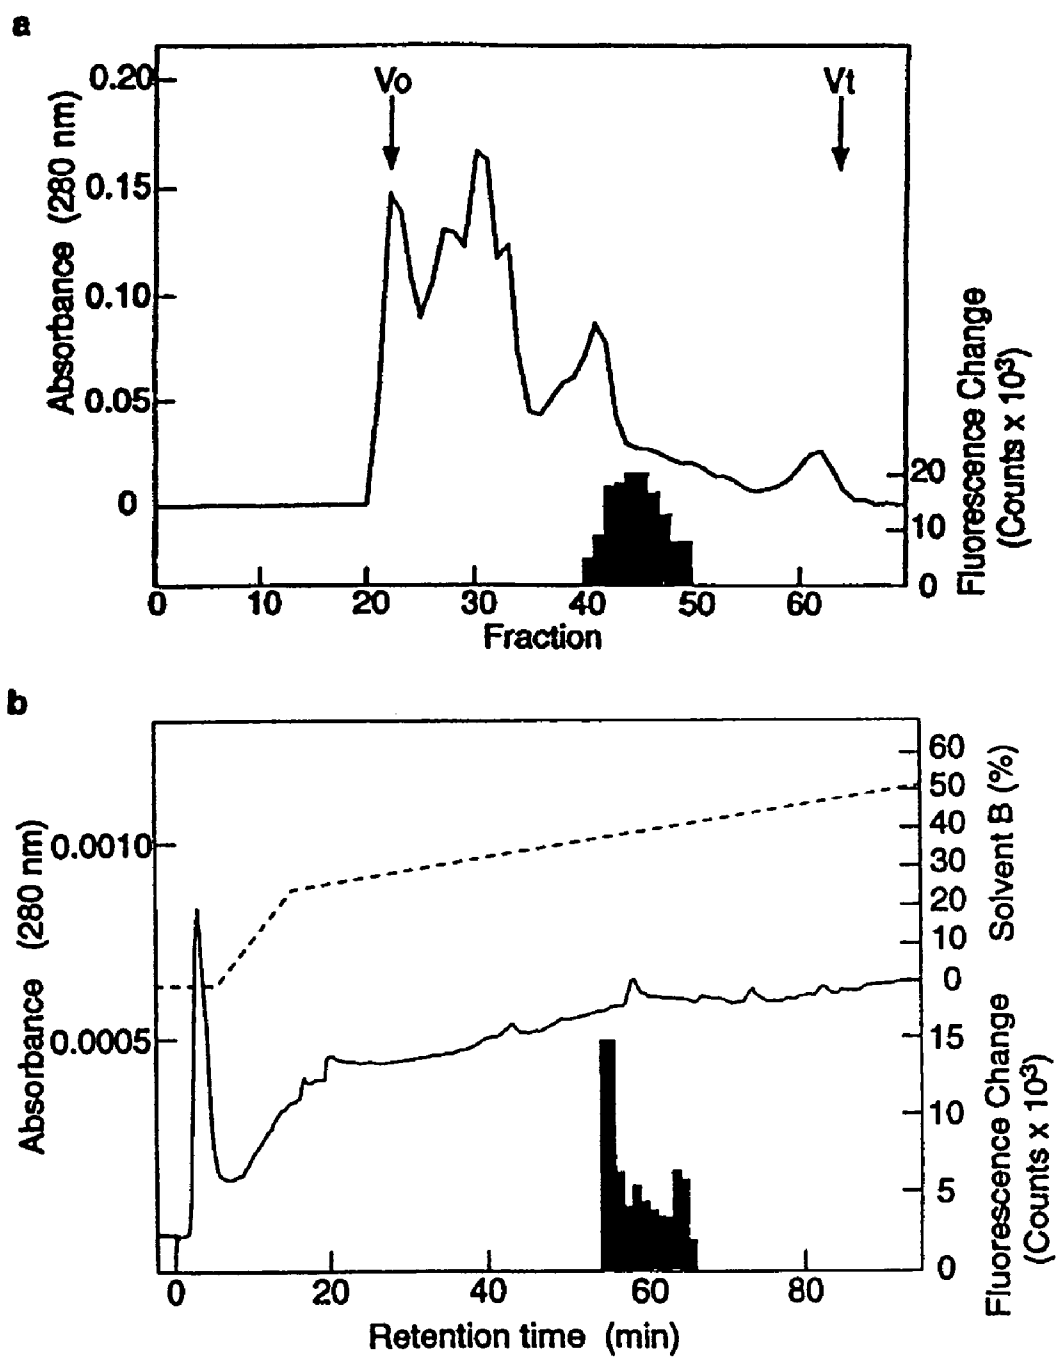 a
Vo
Vt
0.20
0.15
0.10
0.05
0
Absorbance (280 nm)
20
10
0
Fluorescence Change
(Counts x 10³)
0 10 20 30 40 50 60
Fraction
b
0.0010
0.0005
Absorbance (280 nm)
60
50
40
30
20
10
0
Solvent B (%)
15
10
5
0
Fluorescence Change
(Counts x 10³)
0 20 40 60 80
Retention time (min)